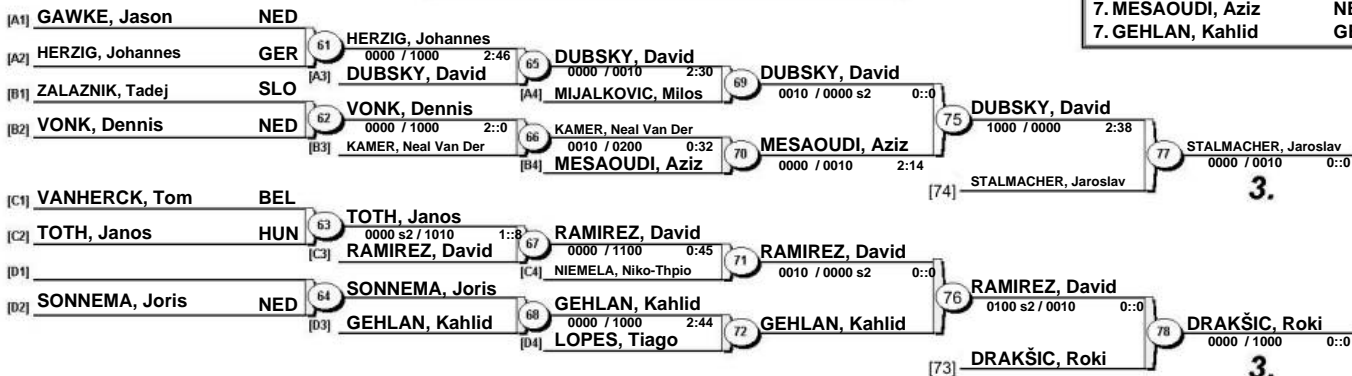 7. MESAOUDI, Aziz NE
7. GEHLAN, Kahlid GE
[A1] GAWKE, Jason NED
[A2] HERZIG, Johannes GER
61
HERZIG, Johannes
0000 / 1000 2:46
[A3] DUBSKY, David
65
DUBSKY, David
0000 / 0010 2:30
[A4] MIJALKOVIC, Milos
69
DUBSKY, David
0010 / 0000 s2 0::0
[B1] ZALAZNIK, Tadej SLO
[B2] VONK, Dennis NED
62
VONK, Dennis
0000 / 1000 2::0
[B3] KAMER, Neal Van Der
66
KAMER, Neal Van Der
0010 / 0200 0:32
[B4] MESAOUDI, Aziz
70
MESAOUDI, Aziz
0000 / 0010 2:14
75
DUBSKY, David
1000 / 0000 2:38
[74] STALMACHER, Jaroslav
77
STALMACHER, Jaroslav
0000 / 0010 0::0
3.
[C1] VANHERCK, Tom BEL
[C2] TOTH, Janos HUN
63
TOTH, Janos
0000 s2 / 1010 1::8
[C3] RAMIREZ, David
67
RAMIREZ, David
0000 / 1100 0:45
[C4] NIEMELA, Niko-Thpio
71
RAMIREZ, David
0010 / 0000 s2 0::0
[D1]
[D2] SONNEMA, Joris NED
64
SONNEMA, Joris
[D3] GEHLAN, Kahlid
68
GEHLAN, Kahlid
0000 / 1000 2:44
[D4] LOPES, Tiago
72
GEHLAN, Kahlid
76
RAMIREZ, David
0100 s2 / 0010 0::0
[73] DRAKŠIC, Roki
78
DRAKŠIC, Roki
0000 / 1000 0::0
3.